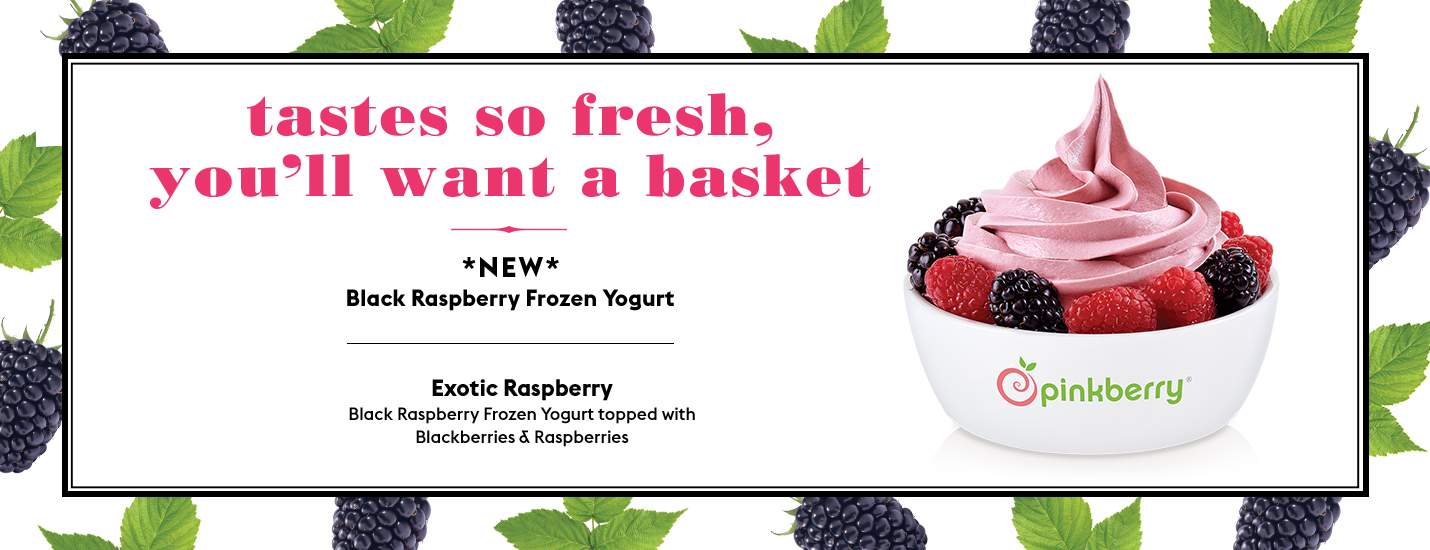 tastes so fresh,
you'll want a basket
*NEW*
Black Raspberry Frozen Yogurt
Exotic Raspberry
Black Raspberry Frozen Yogurt topped with
Blackberries & Raspberries
pinkberry®